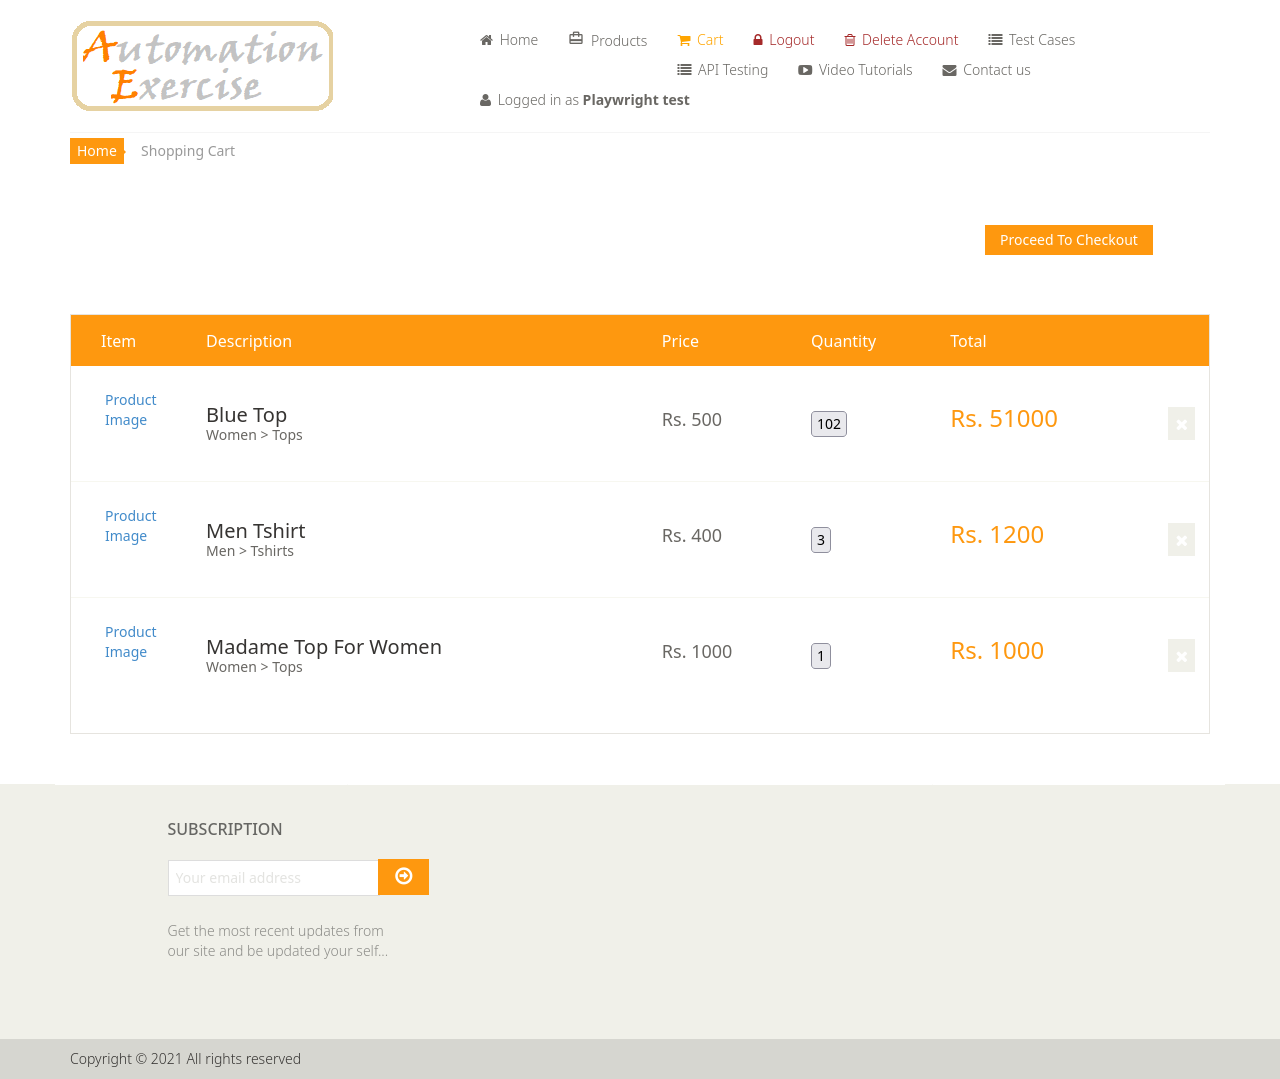 Automation
Exercise
Home Products Cart Logout Delete Account Test Cases
API Testing Video Tutorials Contact us
Logged in as Playwright test
Home Shopping Cart
Proceed To Checkout
Item Description Price Quantity Total
Product
Image
Blue Top
Women > Tops
Rs. 500
102
Rs. 51000
Product
Image
Men Tshirt
Men > Tshirts
Rs. 400
3
Rs. 1200
Product
Image
Madame Top For Women
Women > Tops
Rs. 1000
1
Rs. 1000
SUBSCRIPTION
Your email address
Get the most recent updates from
our site and be updated your self...
Copyright © 2021 All rights reserved